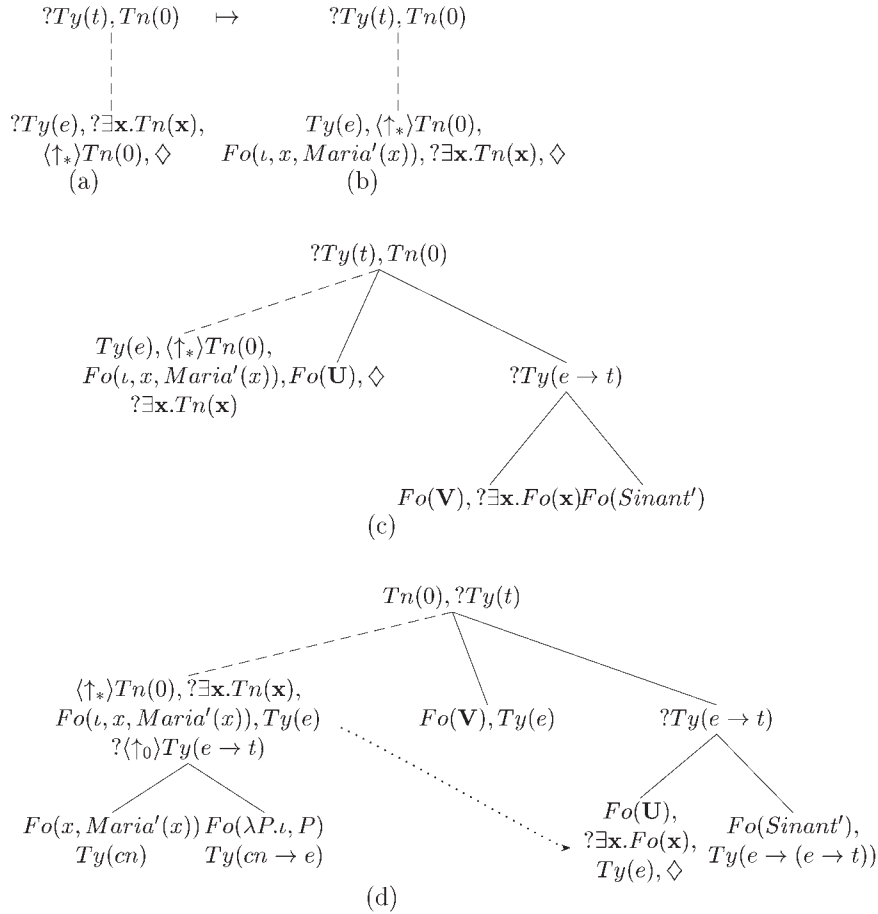 ?Ty(t), Tn(0) ↦ ?Ty(t), Tn(0)
?Ty(e), ?∃x.Tn(x), Ty(e), ⟨↑∗⟩Tn(0),
⟨↑∗⟩Tn(0), ♢ Fo(ι, x, Maria′(x)), ?∃x.Tn(x), ♢
(a) (b)
?Ty(t), Tn(0)
Ty(e), ⟨↑∗⟩Tn(0),
Fo(ι, x, Maria′(x)), Fo(U), ♢ ?Ty(e → t)
?∃x.Tn(x)
Fo(V), ?∃x.Fo(x) Fo(Sinant′)
(c)
Tn(0), ?Ty(t)
⟨↑∗⟩Tn(0), ?∃x.Tn(x),
Fo(ι, x, Maria′(x)), Ty(e) Fo(V), Ty(e) ?Ty(e → t)
?⟨↑0⟩Ty(e → t)
Fo(x, Maria′(x)) Fo(λP.ι, P) Fo(U), Fo(Sinant′),
Ty(cn) Ty(cn → e) ?∃x.Fo(x), Ty(e → (e → t))
Ty(e), ♢
(d)